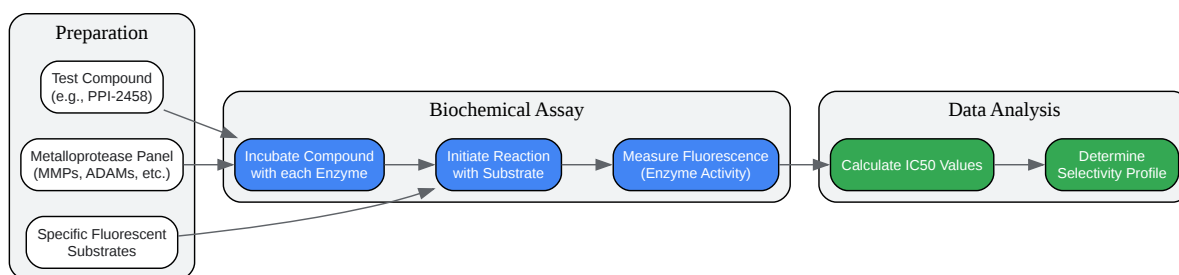 Preparation
Test Compound
(e.g., PPI-2458)
Metalloprotease Panel
(MMPs, ADAMs, etc.)
Specific Fluorescent
Substrates
Biochemical Assay
Incubate Compound
with each Enzyme
Initiate Reaction
with Substrate
Measure Fluorescence
(Enzyme Activity)
Data Analysis
Calculate IC50 Values
Determine
Selectivity Profile